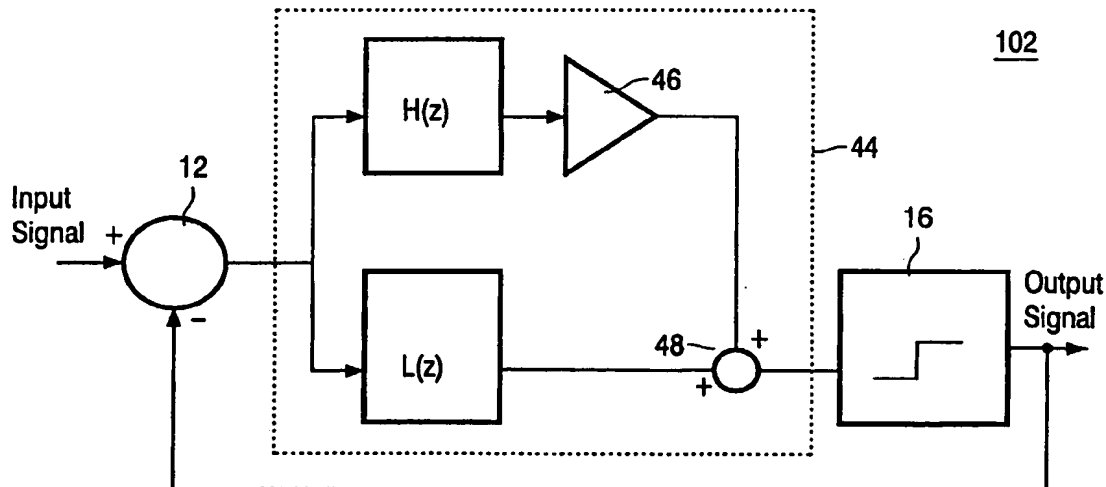 102
46
H(z)
44
12
Input
Signal
+
16
Output
Signal
-
48
+
+
L(z)